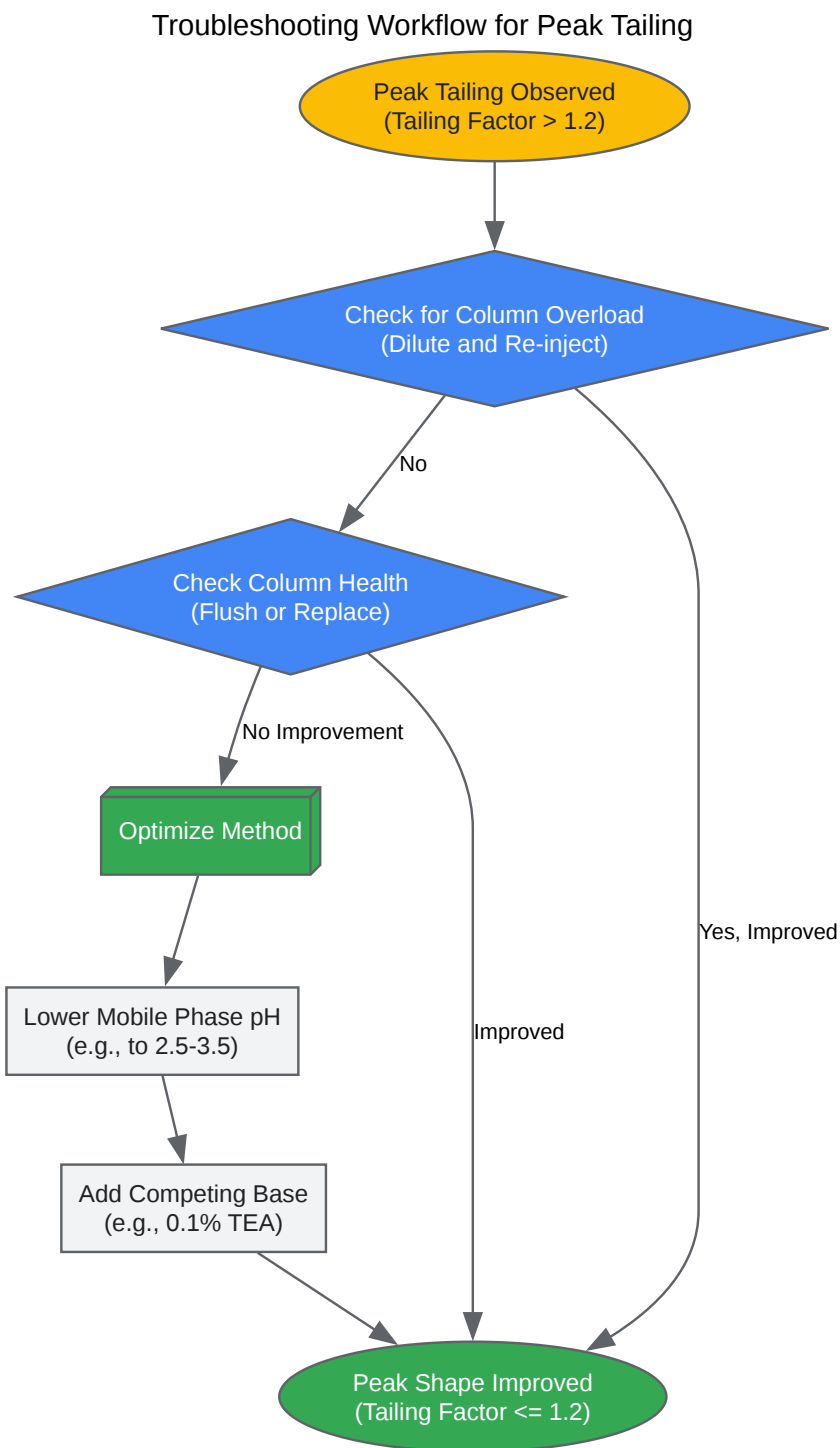 Troubleshooting Workflow for Peak Tailing
Peak Tailing Observed
(Tailing Factor > 1.2)
Check for Column Overload
(Dilute and Re-inject)
No
Check Column Health
(Flush or Replace)
No Improvement
Optimize Method
Yes, Improved
Lower Mobile Phase pH
(e.g., to 2.5-3.5)
Improved
Add Competing Base
(e.g., 0.1% TEA)
Peak Shape Improved
(Tailing Factor <= 1.2)